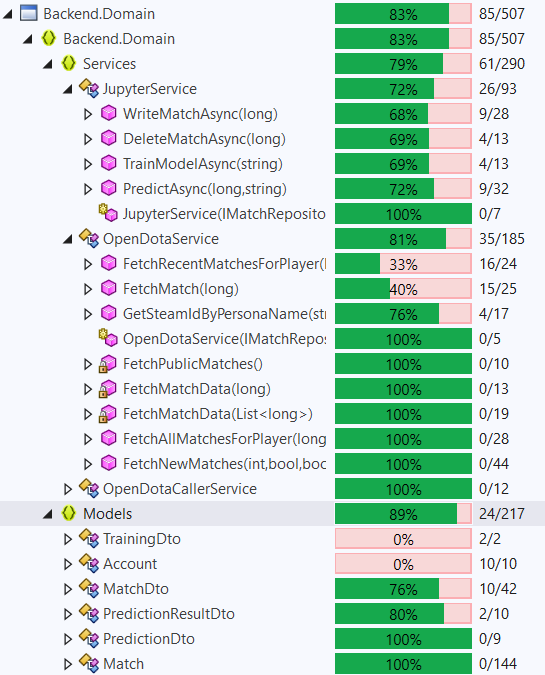 Backend.Domain 83% 85/507
Backend.Domain 83% 85/507
Services 79% 61/290
JupyterService 72% 26/93
WriteMatchAsync(long) 68% 9/28
DeleteMatchAsync(long) 69% 4/13
TrainModelAsync(string) 69% 4/13
PredictAsync(long,string) 72% 9/32
JupyterService(IMatchReposito 100% 0/7
OpenDotaService 81% 35/185
FetchRecentMatchesForPlayer(l 33% 16/24
FetchMatch(long) 40% 15/25
GetSteamIdByPersonaName(str 76% 4/17
OpenDotaService(IMatchRepos 100% 0/5
FetchPublicMatches() 100% 0/10
FetchMatchData(long) 100% 0/13
FetchMatchData(List<long>) 100% 0/19
FetchAllMatchesForPlayer(long 100% 0/28
FetchNewMatches(int,bool,boc 100% 0/44
OpenDotaCallerService 100% 0/12
Models 89% 24/217
TrainingDto 0% 2/2
Account 0% 10/10
MatchDto 76% 10/42
PredictionResultDto 80% 2/10
PredictionDto 100% 0/9
Match 100% 0/144